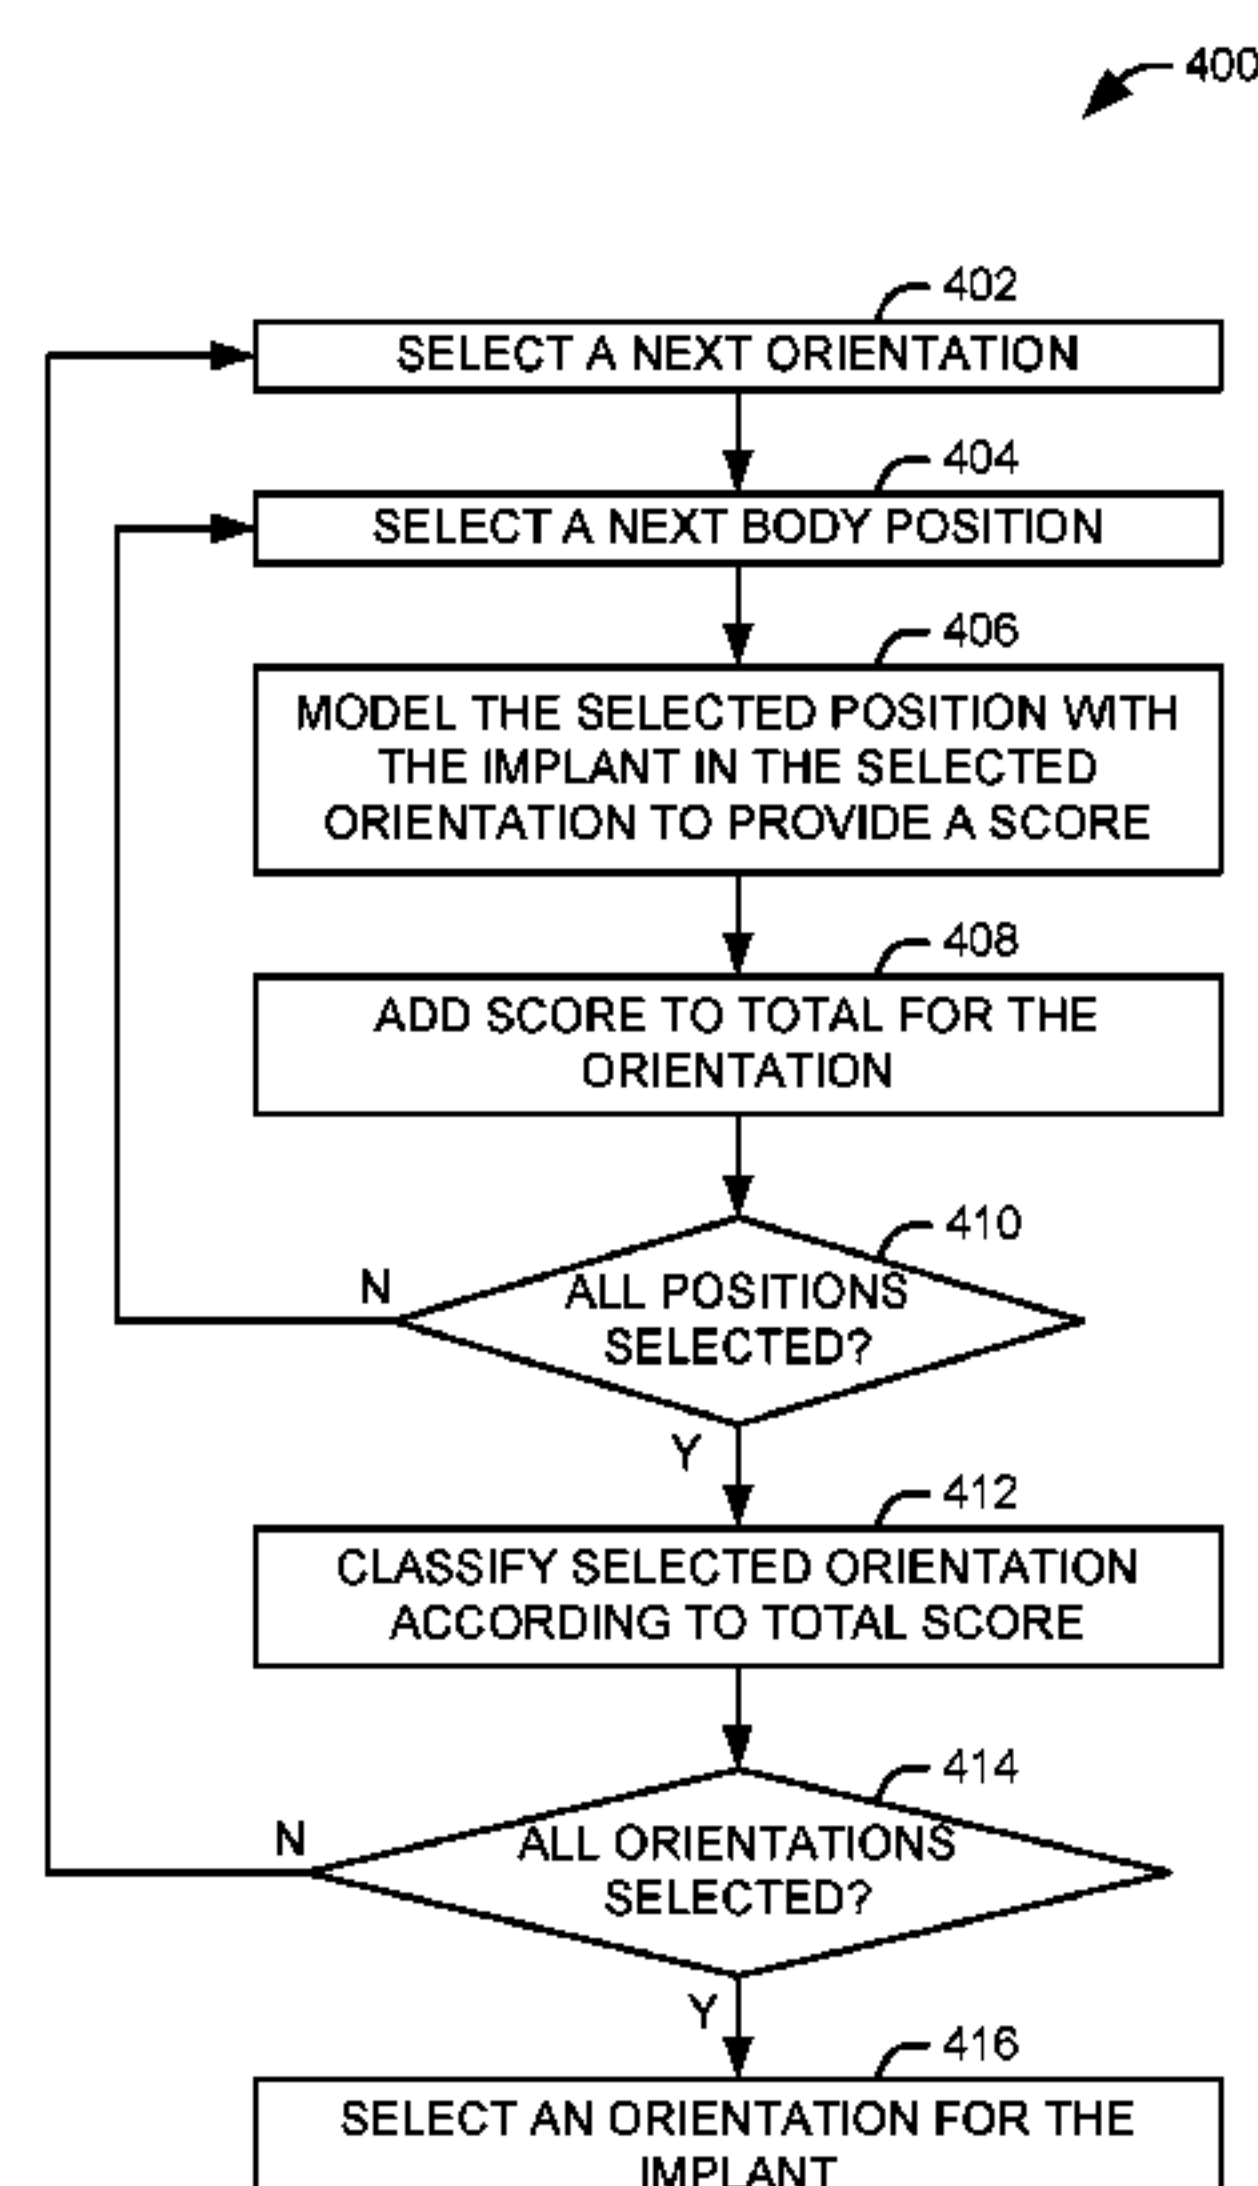 400
402
SELECT A NEXT ORIENTATION
404
SELECT A NEXT BODY POSITION
406
MODEL THE SELECTED POSITION WITH
THE IMPLANT IN THE SELECTED
ORIENTATION TO PROVIDE A SCORE
408
ADD SCORE TO TOTAL FOR THE
ORIENTATION
410
ALL POSITIONS
SELECTED?
N
Y
412
CLASSIFY SELECTED ORIENTATION
ACCORDING TO TOTAL SCORE
414
ALL ORIENTATIONS
SELECTED?
N
Y
416
SELECT AN ORIENTATION FOR THE
IMPLANT